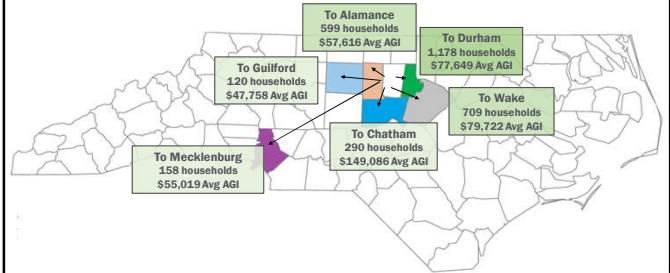 To Alamance
599 households
$57,616 Avg AGI
To Durham
1,178 households
$77,649 Avg AGI
To Guilford
120 households
$47,758 Avg AGI
To Wake
709 households
$79,722 Avg AGI
To Chatham
290 households
$149,086 Avg AGI
To Mecklenburg
158 households
$55,019 Avg AGI